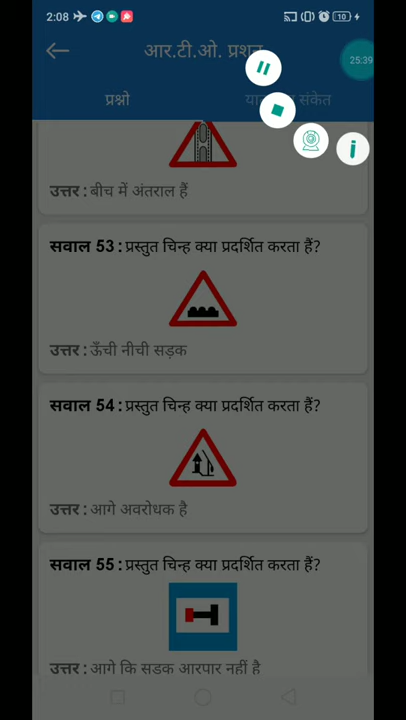 2:08
10
आर.टी.ओ. प्रशन
25:39
प्रश्नो
संकेत
उत्तर : बीच में अंतराल हैं
सवाल 53 : प्रस्तुत चिन्ह क्या प्रदर्शित करता हैं?
उत्तर : ऊँची नीची सड़क
सवाल 54 : प्रस्तुत चिन्ह क्या प्रदर्शित करता हैं?
उत्तर : आगे अवरोधक है
सवाल 55 : प्रस्तुत चिन्ह क्या प्रदर्शित करता हैं?
उत्तर : आगे कि सडक आरपार नहीं है